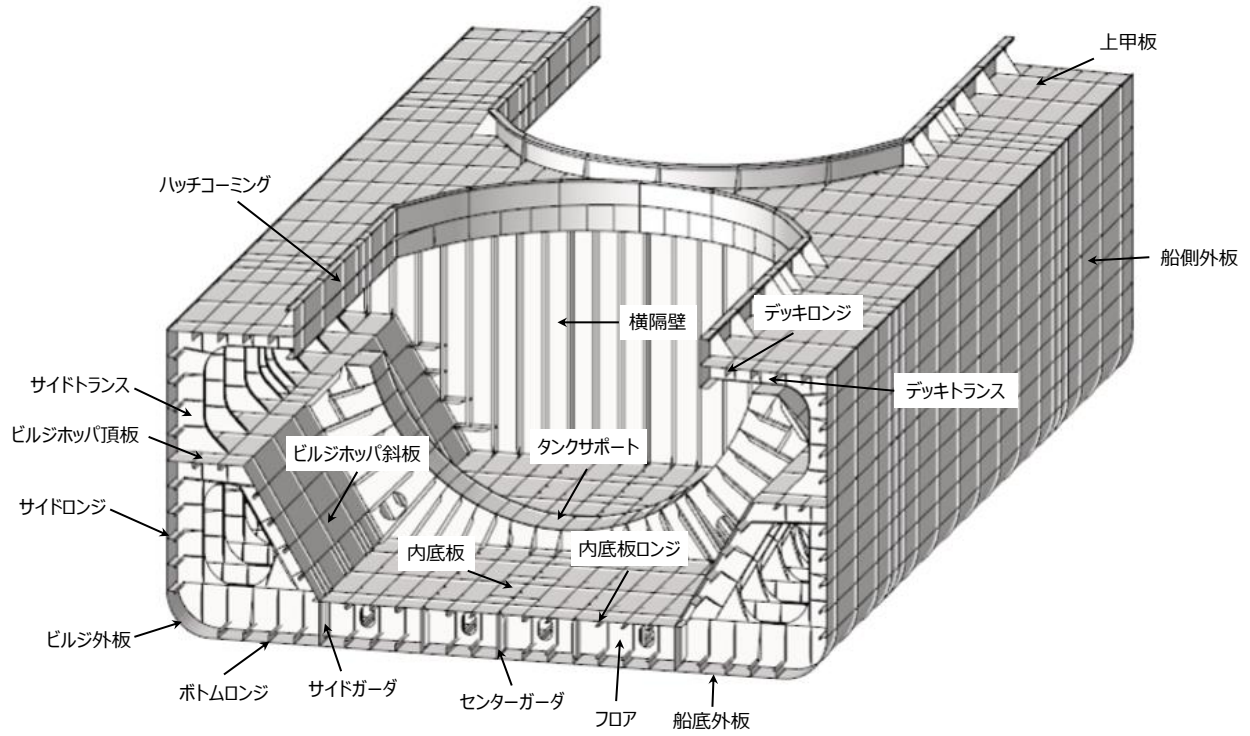 上甲板
ハッチコーミング
船側外板
デッキロンジ
横隔壁
サイドトランス
デッキトランス
ビルジホッパ頂板
タンクサポート
ビルジホッパ斜板
サイドロンジ
内底板ロンジ
内底板
ビルジ外板
ボトムロンジ
サイドガーダ
センターガーダ
フロア
船底外板